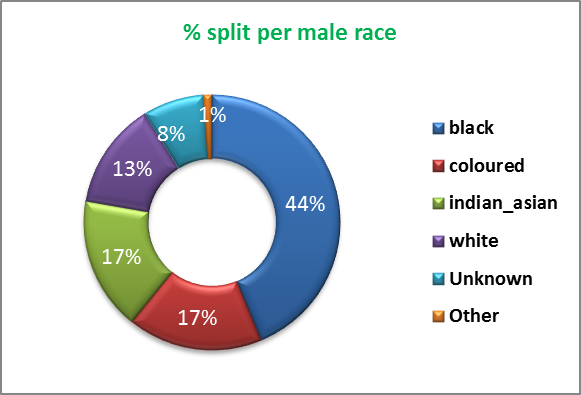 % split per male race
1%
8%
13%
44%
17%
17%
black
coloured
indian_asian
white
Unknown
Other